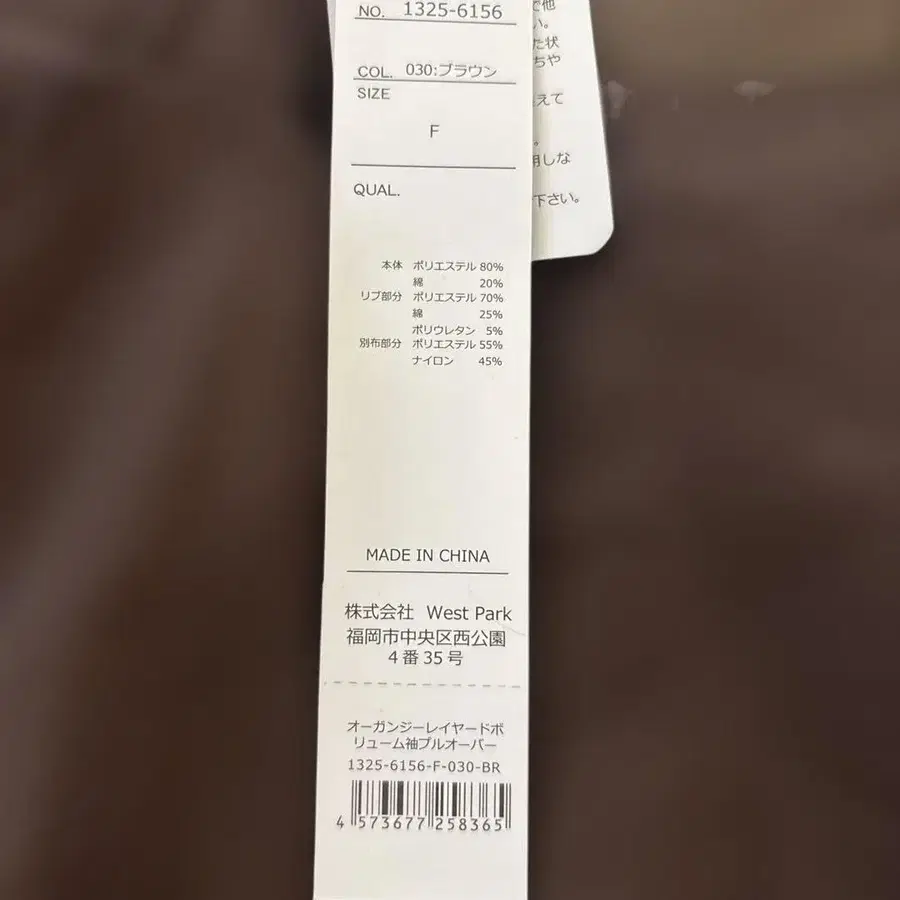 NO. 1325-6156
COL. 030:ブラウン
SIZE
F
QUAL.
本体 ポリエステル 80%
綿 20%
リブ部分 ポリエステル 70%
綿 25%
ポリウレタン 5%
別布部分 ポリエステル 55%
ナイロン 45%
MADE IN CHINA
株式会社 West Park
福岡市中央区西公園
4番35号
オーガンジーレイヤードボ
リューム袖プルオーバー
1325-6156-F-030-BR
4 573677 258365
で他
い。
た状
ちや
えて
。
用しな
下さい。